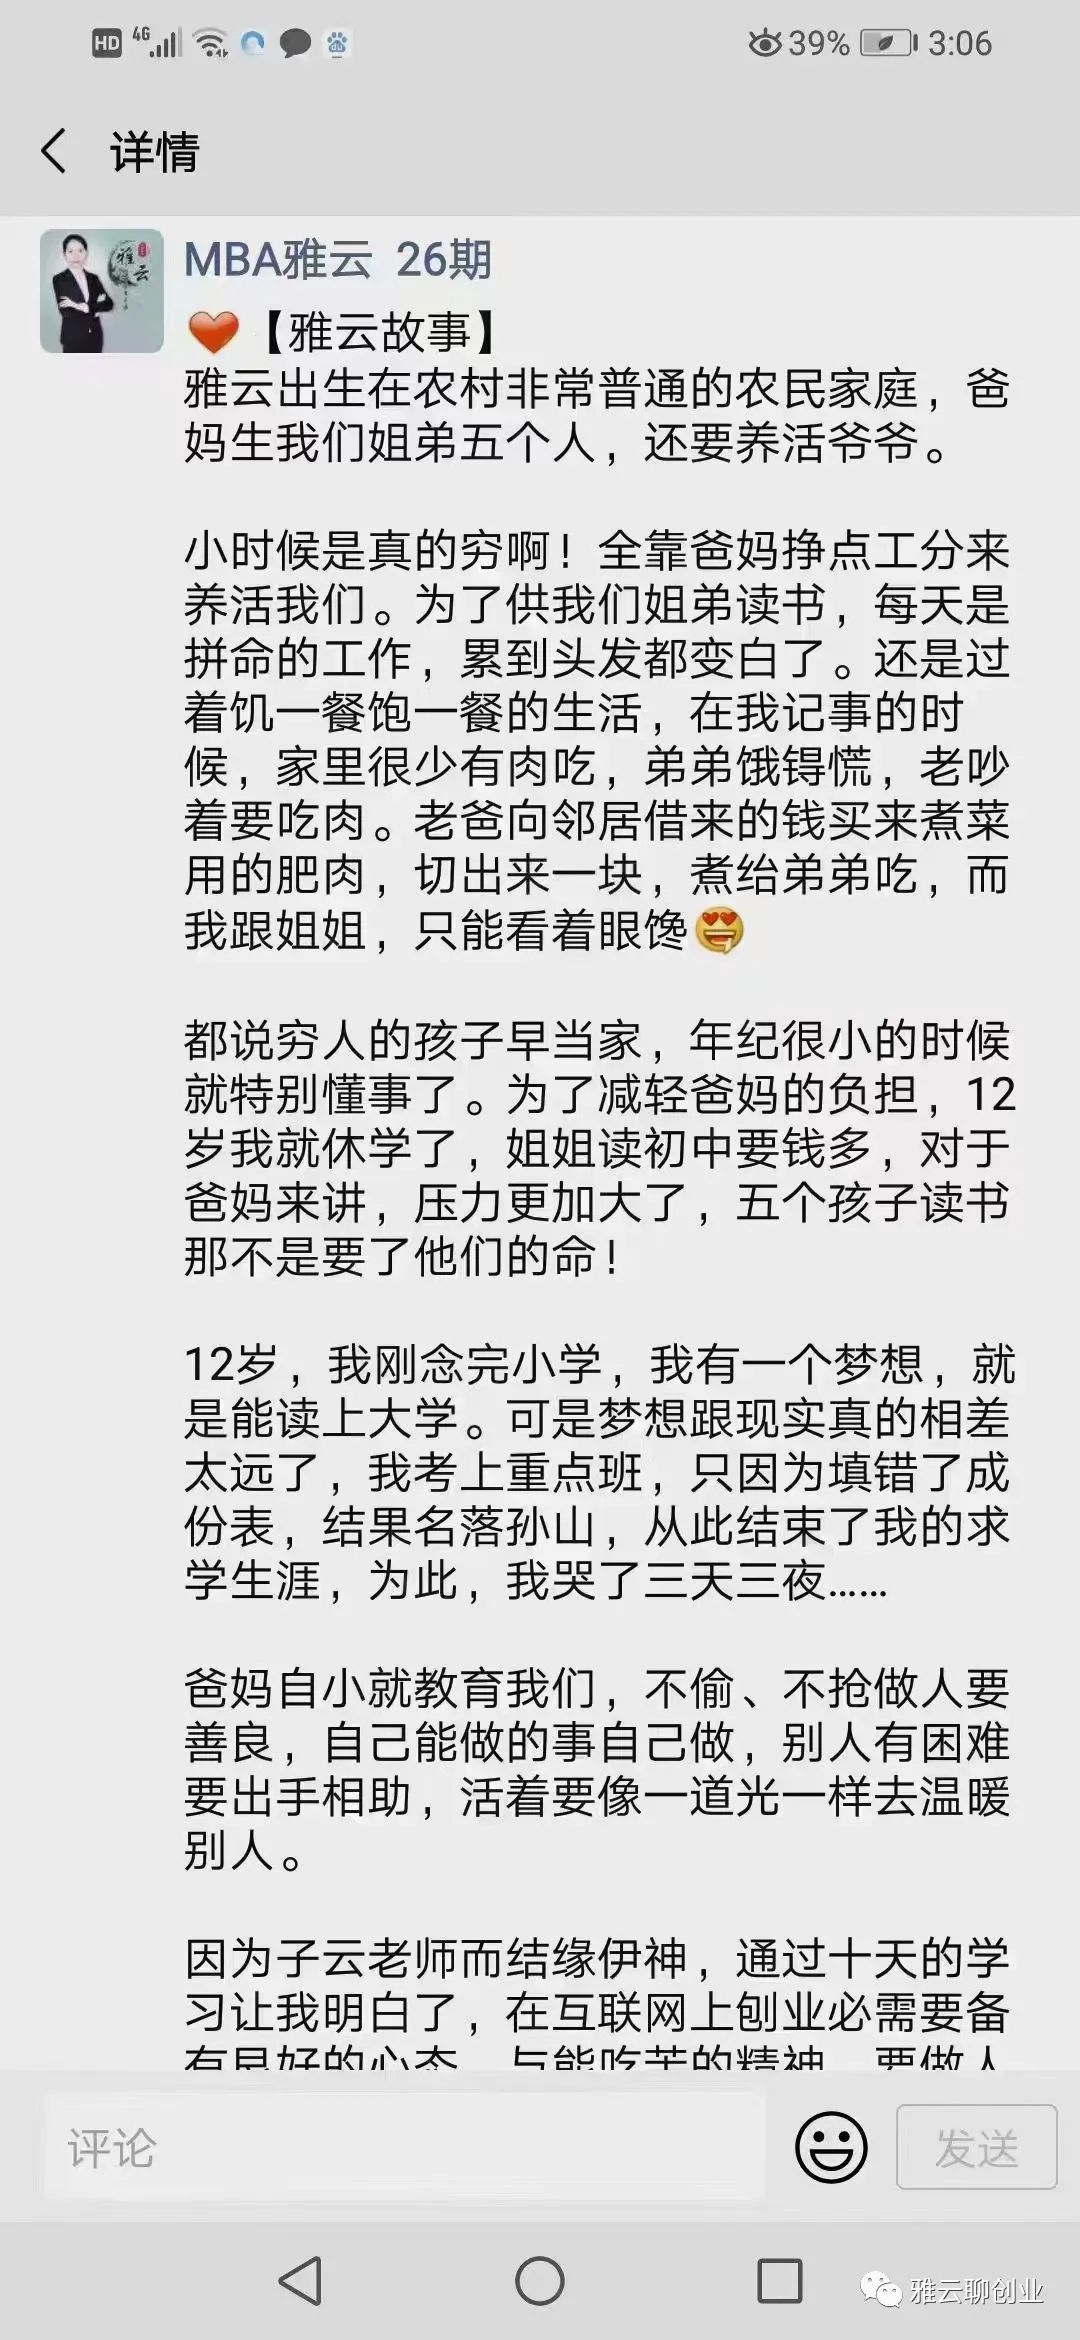 HD 4G 39% 3:06
详情
雅云
MBA雅云 26期
【雅云故事】
雅云出生在农村非常普通的农民家庭，爸
妈生我们姐弟五个人，还要养活爷爷。
小时候是真的穷啊！全靠爸妈挣点工分来
养活我们。为了供我们姐弟读书，每天是
拼命的工作，累到头发都变白了。还是过
着饥一餐饱一餐的生活，在我记事的时
候，家里很少有肉吃，弟弟饿锝慌，老吵
着要吃肉。老爸向邻居借来的钱买来煮菜
用的肥肉，切出来一块，煮给弟弟吃，而
我跟姐姐，只能看着眼馋
都说穷人的孩子早当家，年纪很小的时候
就特别懂事了。为了减轻爸妈的负担，12
岁我就休学了，姐姐读初中要钱多，对于
爸妈来讲，压力更加大了，五个孩子读书
那不是要了他们的命！
12岁，我刚念完小学，我有一个梦想，就
是能读上大学。可是梦想跟现实真的相差
太远了，我考上重点班，只因为填错了成
份表，结果名落孙山，从此结束了我的求
学生涯，为此，我哭了三天三夜……
爸妈自小就教育我们，不偷、不抢做人要
善良，自己能做的事自己做，别人有困难
要出手相助，活着要像一道光一样去温暖
别人。
因为子云老师而结缘伊神，通过十天的学
习让我明白了，在互联网上刨业必需要备
有良好的心态，与能吃苦的精神，要做人
评论
发送
雅云聊创业